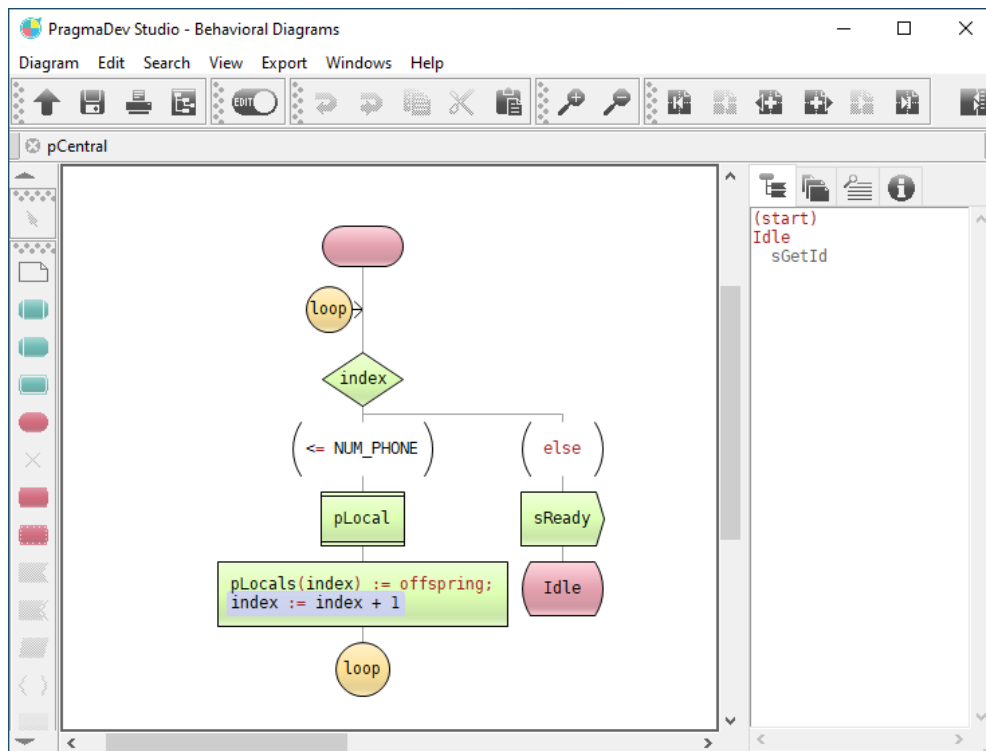 PragmaDev Studio - Behavioral Diagrams
Diagram Edit Search View Export Windows Help
EDIT
pCentral
(start)
Idle
sGetId
loop
index
<= NUM_PHONE
else
pLocal
sReady
pLocals(index) := offspring;
index := index + 1
Idle
loop